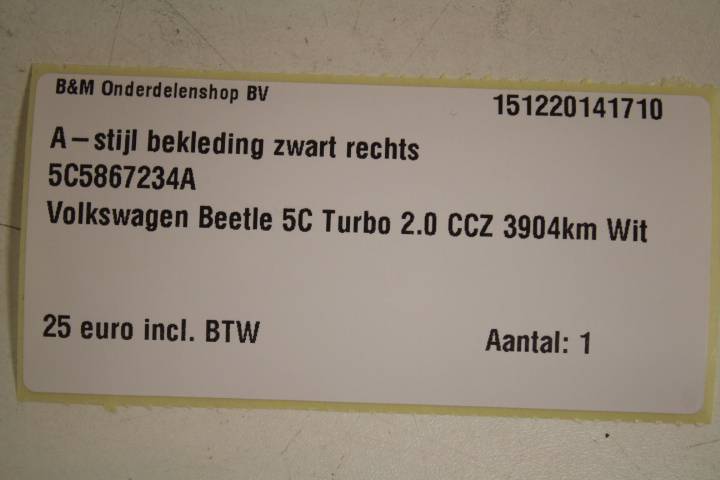 B&M Onderdelenshop BV 151220141710
A-stijl bekleding zwart rechts
5C5867234A
Volkswagen Beetle 5C Turbo 2.0 CCZ 3904km Wit
25 euro incl. BTW Aantal: 1